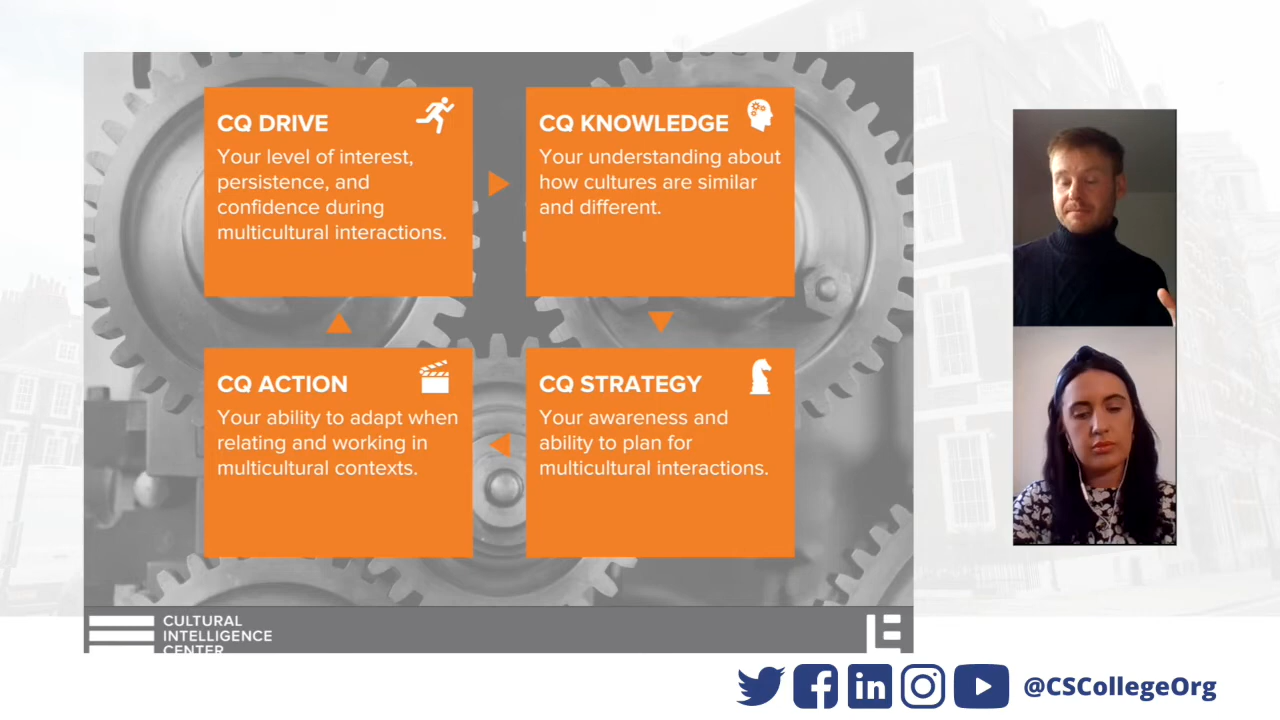 CQ DRIVE
Your level of interest,
persistence, and
confidence during
multicultural interactions.
CQ KNOWLEDGE
Your understanding about
how cultures are similar
and different.
CQ ACTION
Your ability to adapt when
relating and working in
multicultural contexts.
CQ STRATEGY
Your awareness and
ability to plan for
multicultural interactions.
CULTURAL
INTELLIGENCE
CENTER
@CSCollegeOrg